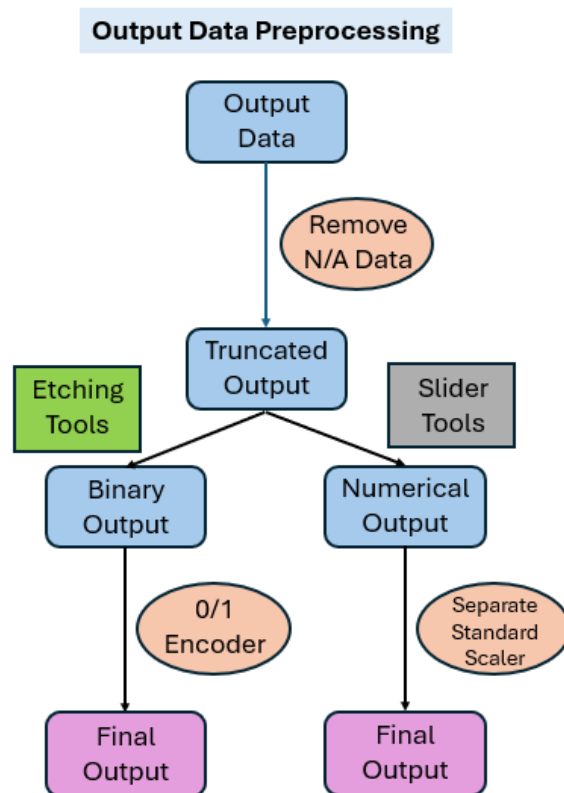 Output Data Preprocessing
Output
Data
Remove
N/A Data
Truncated
Output
Etching
Tools
Slider
Tools
Binary
Output
Numerical
Output
0/1
Encoder
Separate
Standard
Scaler
Final
Output
Final
Output